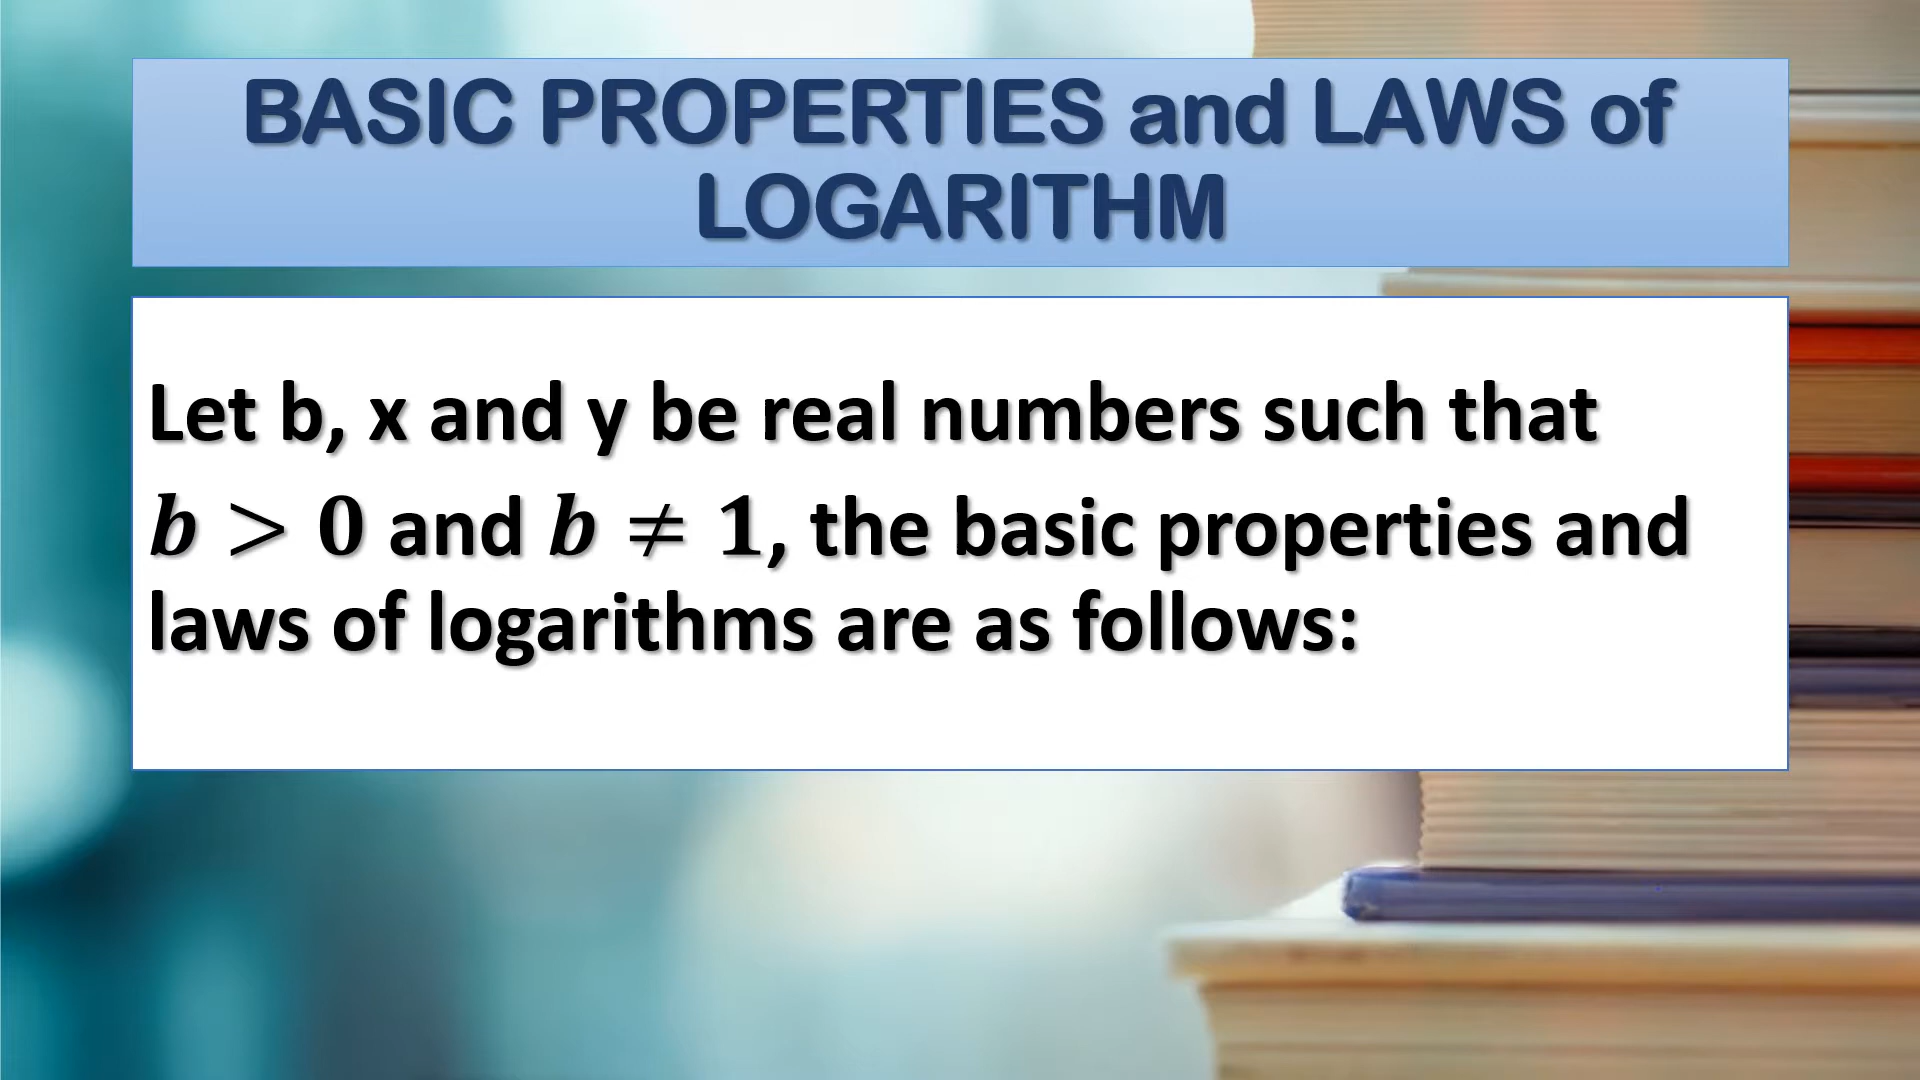 BASIC PROPERTIES and LAWS of
LOGARITHM
Let b, x and y be real numbers such that
b > 0 and b ≠ 1, the basic properties and
laws of logarithms are as follows: